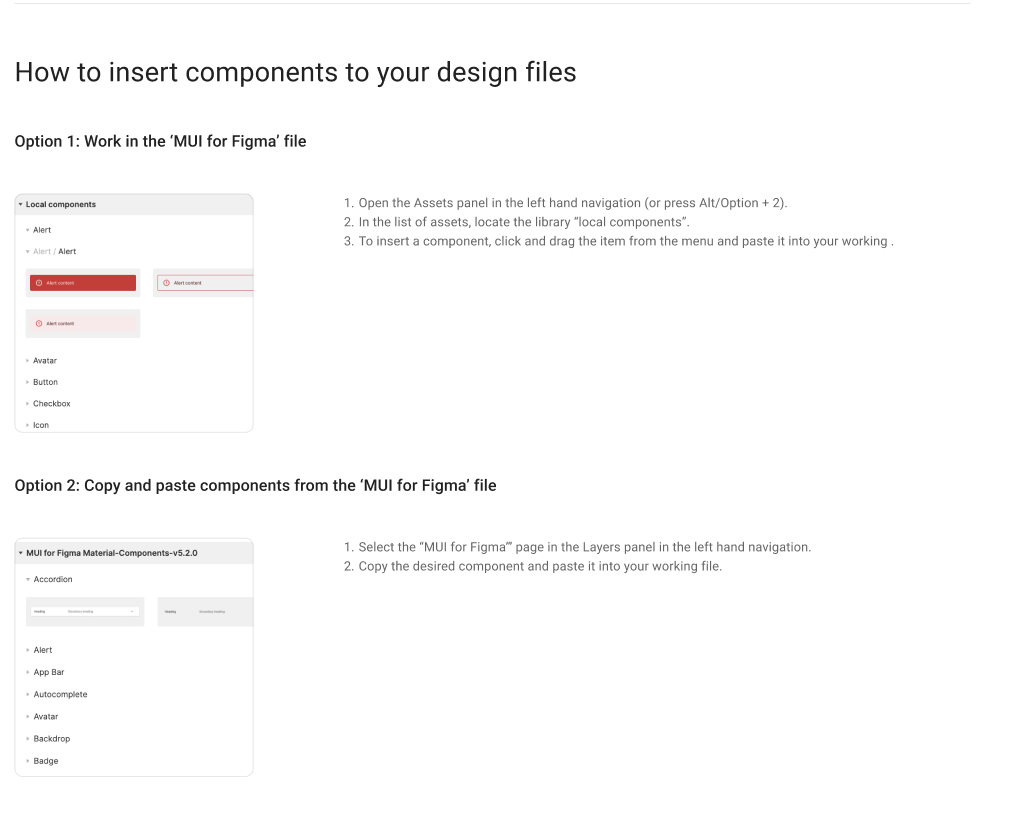 How to insert components to your design files
Option 1: Work in the ‘MUI for Figma’ file
Local components
Alert
Alert / Alert
Alert content
Alert content
Alert content
Avatar
Button
Checkbox
Icon
1. Open the Assets panel in the left hand navigation (or press Alt/Option + 2).
2. In the list of assets, locate the library “local components”.
3. To insert a component, click and drag the item from the menu and paste it into your working .
Option 2: Copy and paste components from the ‘MUI for Figma’ file
MUI for Figma Material-Components-v5.2.0
Accordion
Heading Secondary heading
Heading Secondary heading
Alert
App Bar
Autocomplete
Avatar
Backdrop
Badge
1. Select the “MUI for Figma’” page in the Layers panel in the left hand navigation.
2. Copy the desired component and paste it into your working file.